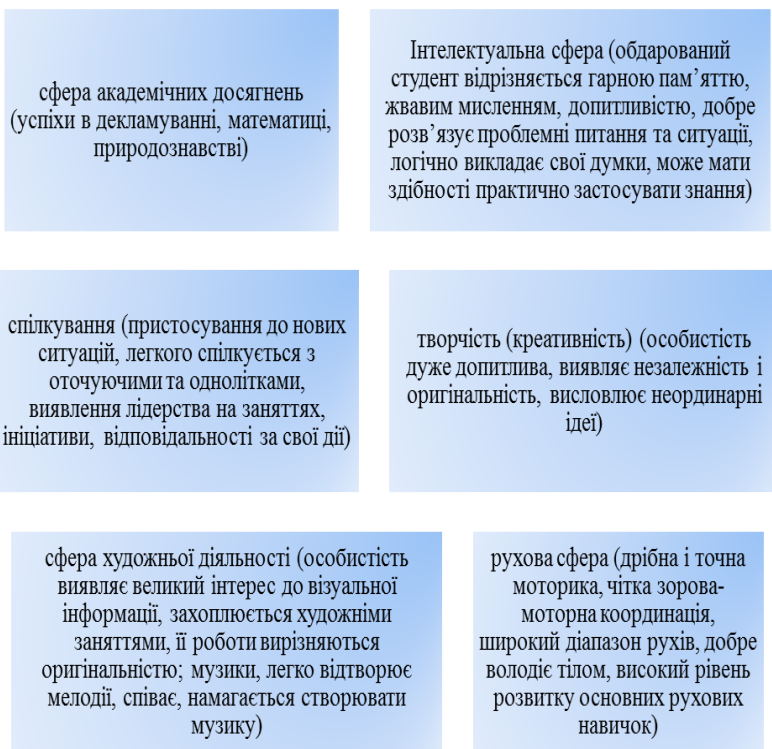 сфера академічних досягнень
(успіхи в декламуванні, математиці,
природознавстві)
Інтелектуальна сфера (обдарований
студент відрізняється гарною пам’яттю,
жвавим мисленням, допитливістю, добре
розв’язує проблемні питання та ситуації,
логічно викладає свої думки, може мати
здібності практично застосувати знання)
спілкування (пристосування до нових
ситуацій, легкого спілкується з
оточуючими та однолітками,
виявлення лідерства на заняттях,
ініціативи, відповідальності за свої дії)
творчість (креативність) (особистість
дуже допитлива, виявляє незалежність і
оригінальність, висловлює неординарні
ідеї)
сфера художньої діяльності (особистість
виявляє великий інтерес до візуальної
інформації, захоплюється художніми
заняттями, її роботи вирізняються
оригінальністю; музики, легко відтворює
мелодії, співає, намагається створювати
музику)
рухова сфера (дрібна і точна
моторика, чітка зорова-
моторна координація,
широкий діапазон рухів, добре
володіє тілом, високий рівень
розвитку основних рухових
навичок)